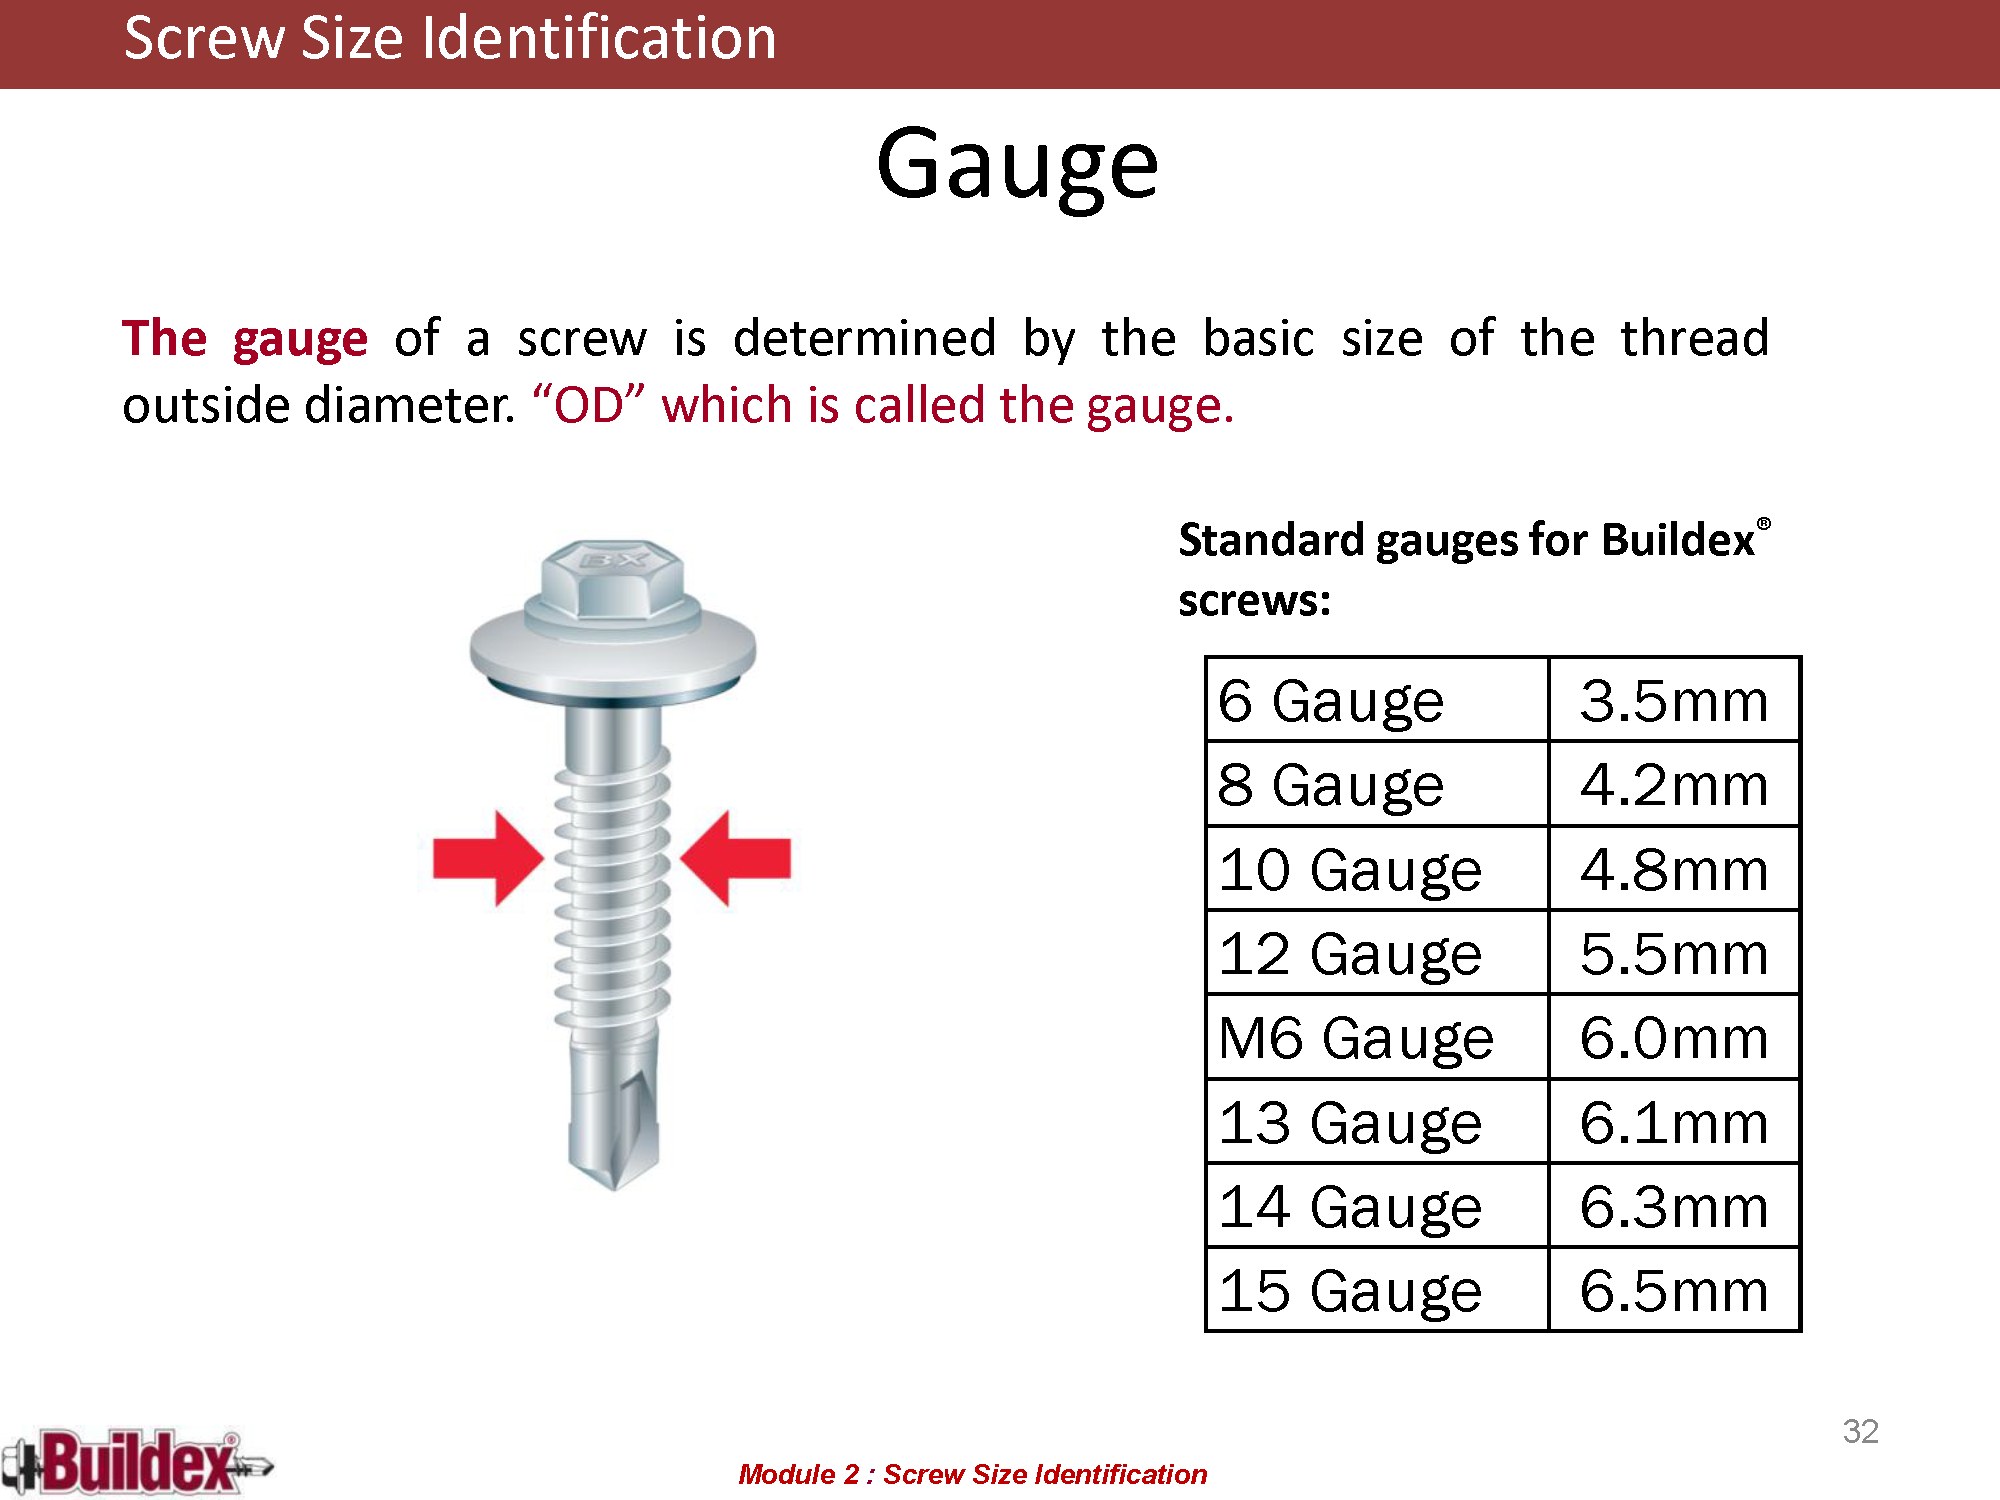 Screw Size Identification
Gauge
The gauge of a screw is determined by the basic size of the thread
outside diameter. “OD” which is called the gauge.
BX
Standard gauges for Buildex®
screws:
6 Gauge 3.5mm
8 Gauge 4.2mm
10 Gauge 4.8mm
12 Gauge 5.5mm
M6 Gauge 6.0mm
13 Gauge 6.1mm
14 Gauge 6.3mm
15 Gauge 6.5mm
32
Buildex®
Module 2 : Screw Size Identification